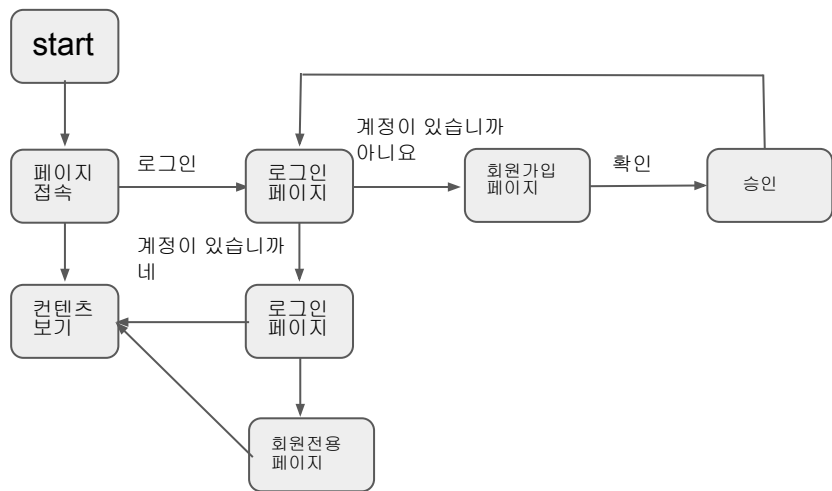 start
계정이 있습니까
아니요
페이지
접속
로그인
로그인
페이지
회원가입
페이지
확인
승인
계정이 있습니까
네
컨텐츠
보기
로그인
페이지
회원전용
페이지